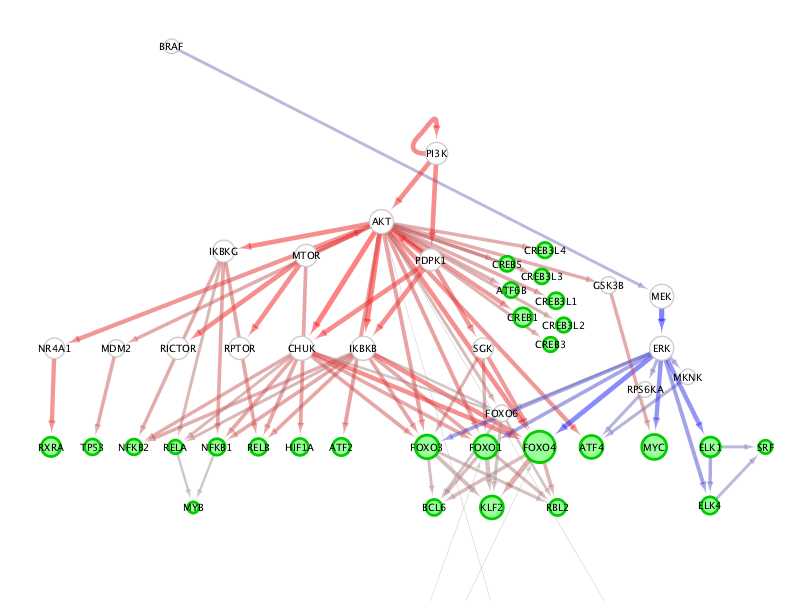 BRAF
PI3K
AKT
IKBKG
MTOR
PDPK1
CREB3L4
CREB5
CREB3L3
ATF6B
GSK3B
CREB3L1
MEK
CREB1
CREB3L2
CREB3
NR4A1
MDM2
RICTOR
RPTOR
CHUK
IKBKB
SGK
ERK
MKNK
RPS6KA
FOXO6
RXRA
TP53
NFKB2
RELA
NFKB1
RELB
HIF1A
ATF2
FOXO3
FOXO1
FOXO4
ATF4
MYC
ELK1
SRF
MYB
BCL6
KLF2
RBL2
ELK4